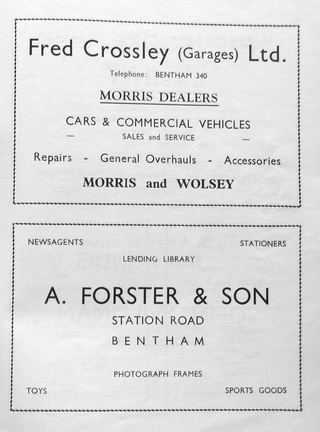 Fred Crossley (Garages) Ltd.
Telephone: BENTHAM 340
MORRIS DEALERS
CARS & COMMERCIAL VEHICLES
— SALES and SERVICE —
Repairs - General Overhauls - Accessories
MORRIS and WOLSEY
NEWSAGENTS STATIONERS
LENDING LIBRARY
A. FORSTER & SON
STATION ROAD
BENTHAM
PHOTOGRAPH FRAMES
TOYS SPORTS GOODS